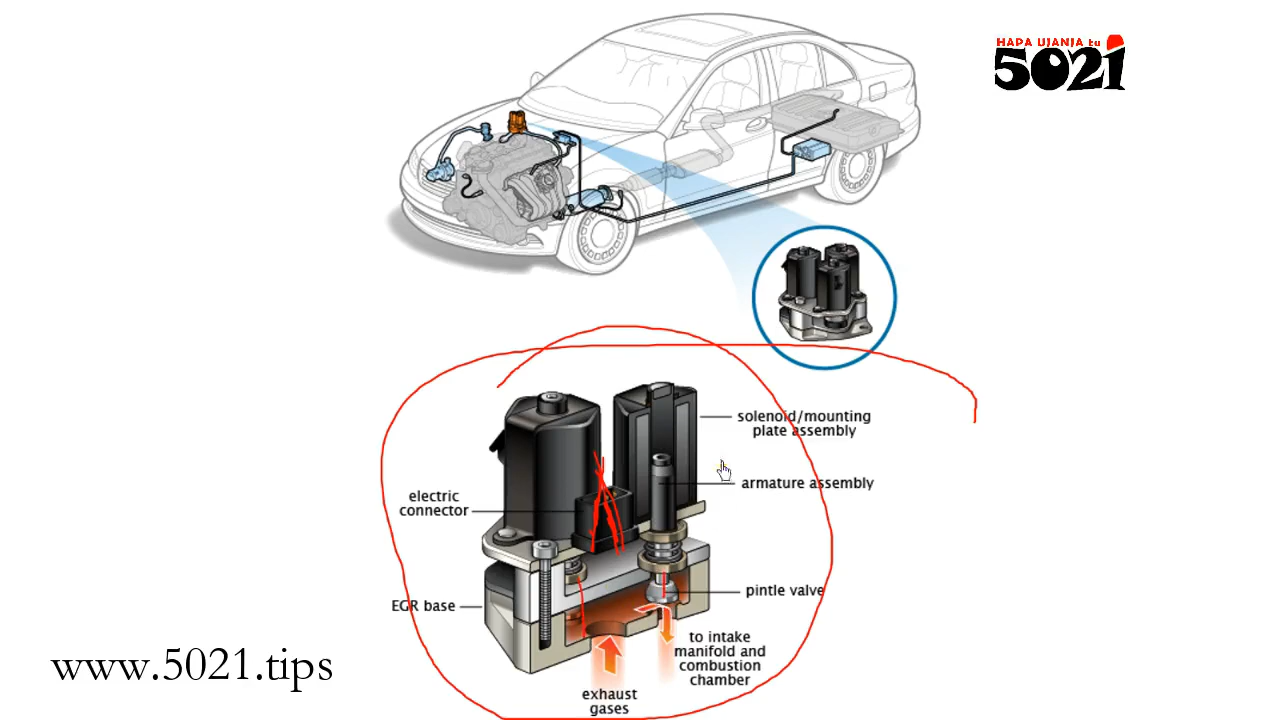 HAPA UJANJA tu
5021
solenoid/mounting
plate assembly
armature assembly
electric
connector
pintle valve
EGR base
to intake
manifold and
combustion
chamber
exhaust
gases
www.5021.tips